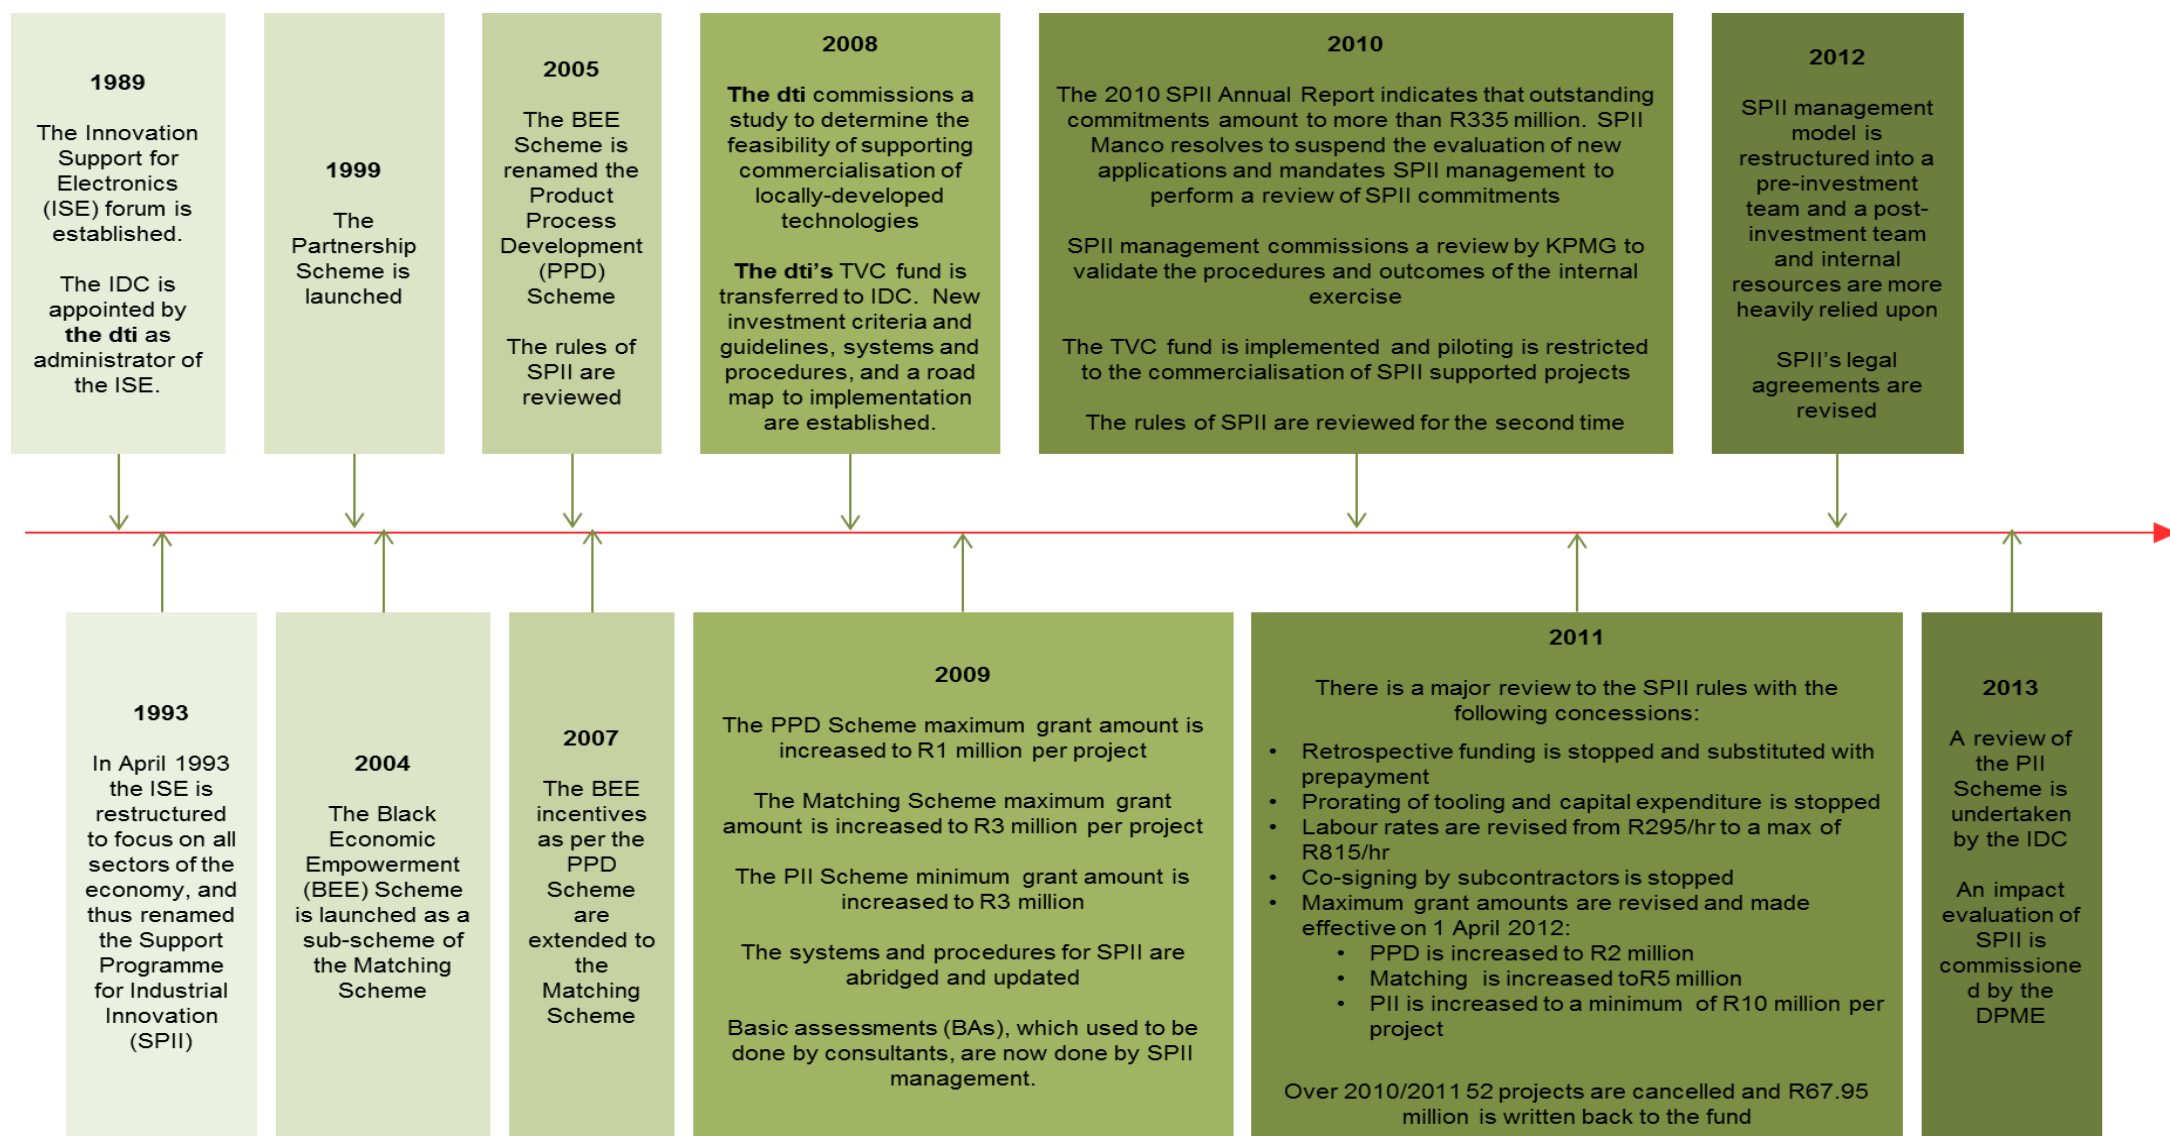 1989
The Innovation
Support for
Electronics
(ISE) forum is
established.
The IDC is
appointed by
the dti as
administrator of
the ISE.
1999
The
Partnership
Scheme is
launched
2005
The BEE
Scheme is
renamed the
Product
Process
Development
(PPD)
Scheme
The rules of
SPII are
reviewed
2008
The dti commissions a
study to determine the
feasibility of supporting
commercialisation of
locally-developed
technologies
The dti's TVC fund is
transferred to IDC. New
investment criteria and
guidelines, systems and
procedures, and a road
map to implementation
are established.
2010
The 2010 SPII Annual Report indicates that outstanding
commitments amount to more than R335 million. SPII
Manco resolves to suspend the evaluation of new
applications and mandates SPII management to
perform a review of SPII commitments
SPII management commissions a review by KPMG to
validate the procedures and outcomes of the internal
exercise
The TVC fund is implemented and piloting is restricted
to the commercialisation of SPII supported projects
The rules of SPII are reviewed for the second time
2012
SPII management
model is
restructured into a
pre-investment
team and a post-
investment team
and internal
resources are more
heavily relied upon
SPII's legal
agreements are
revised
1993
In April 1993
the ISE is
restructured
to focus on all
sectors of the
economy, and
thus renamed
the Support
Programme
for Industrial
Innovation
(SPII)
2004
The Black
Economic
Empowerment
(BEE) Scheme
is launched as a
sub-scheme of
the Matching
Scheme
2007
The BEE
incentives
as per the
PPD
Scheme
are
extended to
the
Matching
Scheme
2009
The PPD Scheme maximum grant amount is
increased to R1 million per project
The Matching Scheme maximum grant
amount is increased to R3 million per project
The PII Scheme minimum grant amount is
increased to R3 million
The systems and procedures for SPII are
abridged and updated
Basic assessments (BAs), which used to be
done by consultants, are now done by SPII
management.
2011
There is a major review to the SPII rules with the
following concessions:
• Retrospective funding is stopped and substituted with
prepayment
• Prorating of tooling and capital expenditure is stopped
• Labour rates are revised from R295/hr to a max of
R815/hr
• Co-signing by subcontractors is stopped
• Maximum grant amounts are revised and made
effective on 1 April 2012:
• PPD is increased to R2 million
• Matching is increased toR5 million
• PII is increased to a minimum of R10 million per
project
Over 2010/2011 52 projects are cancelled and R67.95
million is written back to the fund
2013
A review of
the PII
Scheme is
undertaken
by the IDC
An impact
evaluation of
SPII is
commissione
d by the
DPME